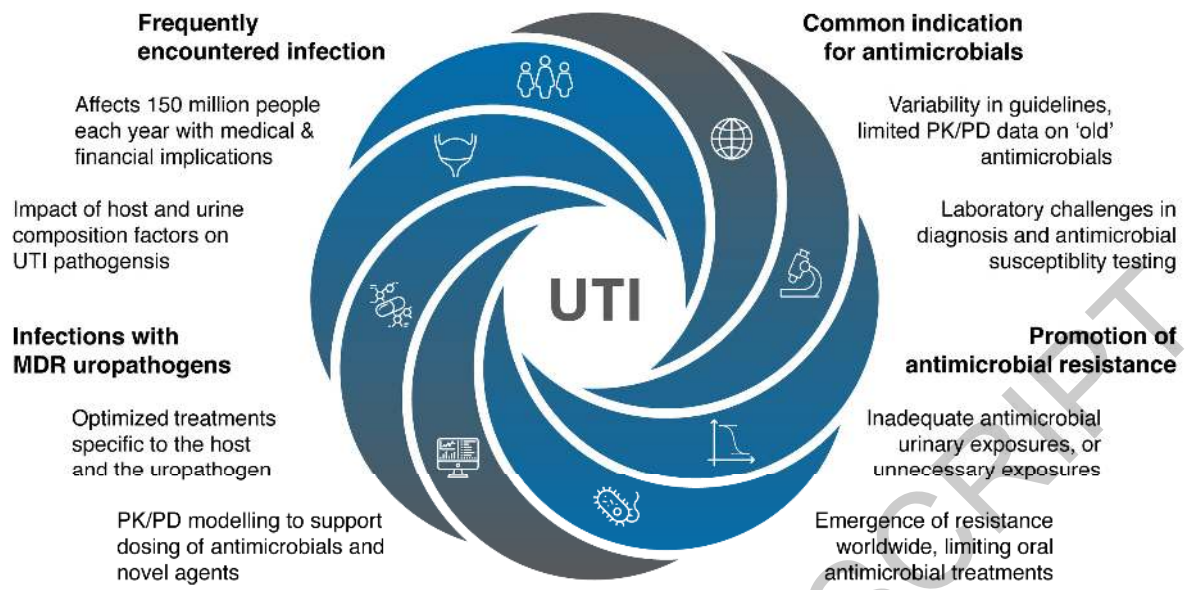 Frequently
encountered infection
Affects 150 million people
each year with medical &
financial implications
Impact of host and urine
composition factors on
UTI pathogensis
Infections with
MDR uropathogens
Optimized treatments
specific to the host
and the uropathogen
PK/PD modelling to support
dosing of antimicrobials and
novel agents
UTI
Common indication
for antimicrobials
Variability in guidelines,
limited PK/PD data on ‘old’
antimicrobials
Laboratory challenges in
diagnosis and antimicrobial
susceptiblity testing
Promotion of
antimicrobial resistance
Inadequate antimicrobial
urinary exposures, or
unnecessary exposures
Emergence of resistance
worldwide, limiting oral
antimicrobial treatments
SCRIPT